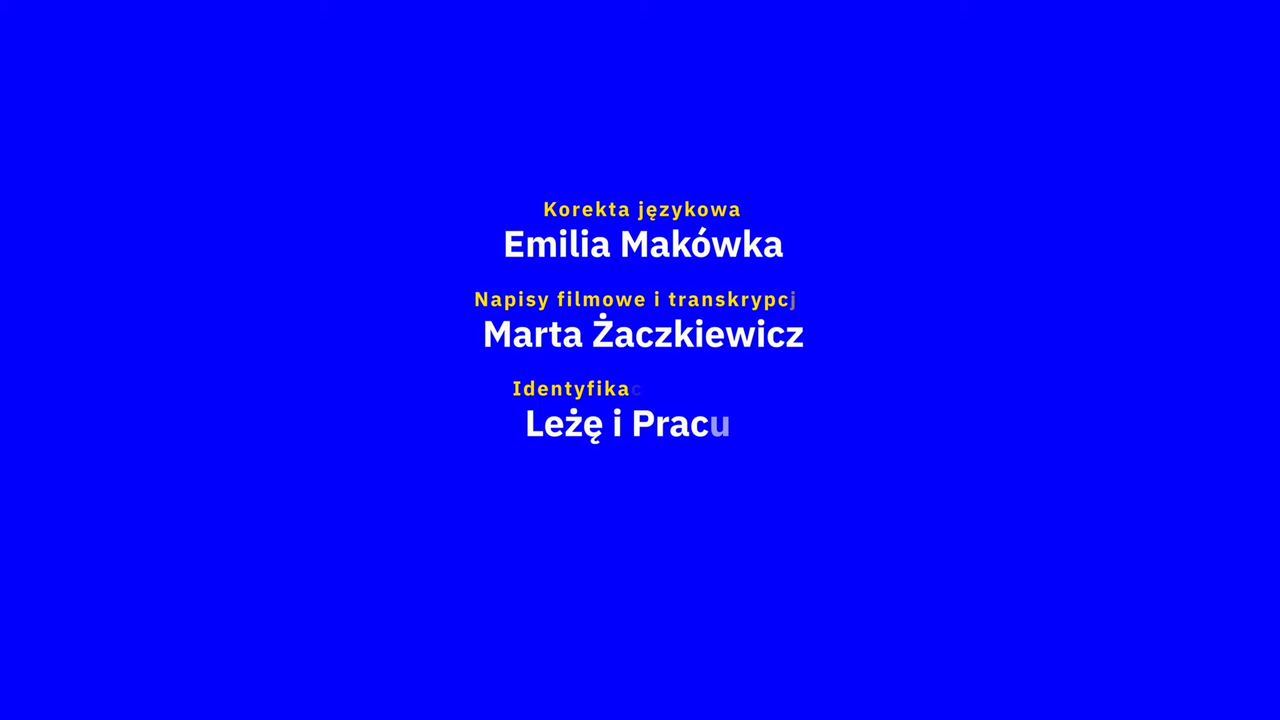 Korekta językowa
Emilia Makówka
Napisy filmowe i transkrypcj
Marta Żaczkiewicz
Identyfikac
Leżę i Pracu